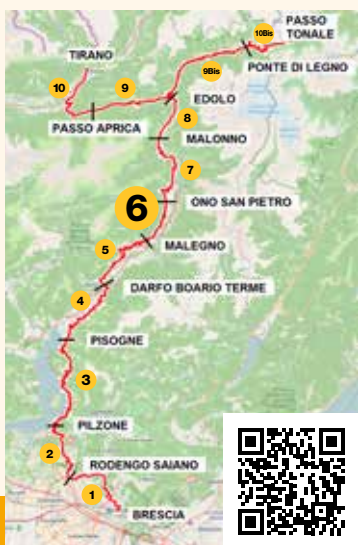 PASSO
TONALE
10Bis
TIRANO
9Bis
PONTE DI LEGNO
10
9
EDOLO
PASSO APRICA
8
MALONNO
7
6
ONO SAN PIETRO
5
MALEGNO
4
DARFO BOARIO TERME
PISOGNE
3
PILZONE
2
RODENGO SAIANO
1
BRESCIA